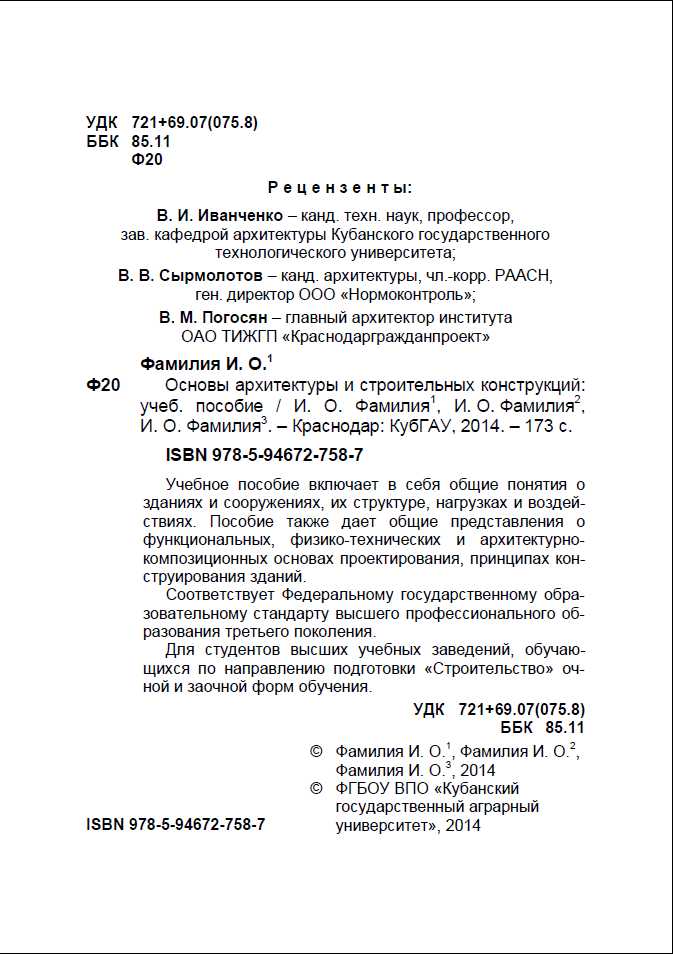 УДК 721+69.07(075.8)
ББК 85.11
Ф20
Р е ц е н з е н т ы:
В. И. Иванченко – канд. техн. наук, профессор,
зав. кафедрой архитектуры Кубанского государственного
технологического университета;
В. В. Сырмолотов – канд. архитектуры, чл.-корр. РААСН,
ген. директор ООО «Нормоконтроль»;
В. М. Погосян – главный архитектор института
ОАО ТИЖГП «Краснодаргражданпроект»
Фамилия И. О.¹
Ф20 Основы архитектуры и строительных конструкций:
учеб. пособие / И. О. Фамилия¹, И. О. Фамилия²,
И. О. Фамилия³. – Краснодар: КубГАУ, 2014. – 173 с.
ISBN 978-5-94672-758-7
Учебное пособие включает в себя общие понятия о
зданиях и сооружениях, их структуре, нагрузках и воздей-
ствиях. Пособие также дает общие представления о
функциональных, физико-технических и архитектурно-
композиционных основах проектирования, принципах кон-
струирования зданий.
Соответствует Федеральному государственному обра-
зовательному стандарту высшего профессионального об-
разования третьего поколения.
Для студентов высших учебных заведений, обучаю-
щихся по направлению подготовки «Строительство» оч-
ной и заочной форм обучения.
УДК 721+69.07(075.8)
ББК 85.11
© Фамилия И. О.¹, Фамилия И. О.²,
Фамилия И. О.³, 2014
© ФГБОУ ВПО «Кубанский
государственный аграрный
университет», 2014
ISBN 978-5-94672-758-7